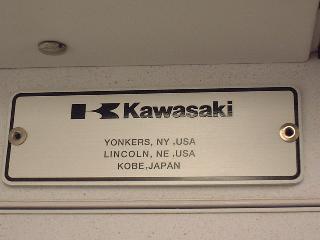 Kawasaki
YONKERS, NY .USA
LINCOLN, NE .USA
KOBE,JAPAN